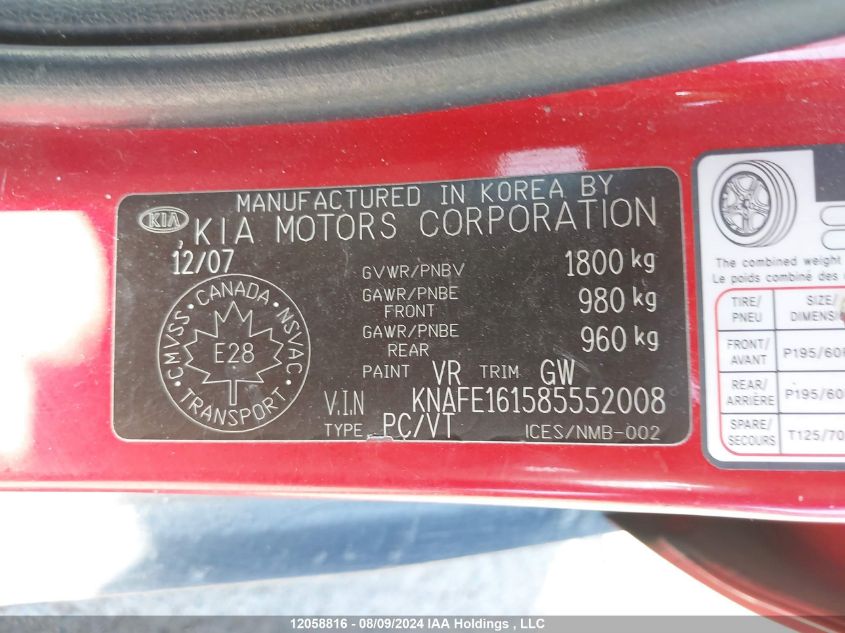 MANUFACTURED IN KOREA BY
KIA
KIA MOTORS CORPORATION
12/07
GVWR/PNBV 1800 kg
GAWR/PNBE FRONT 980 kg
GAWR/PNBE REAR 960 kg
PAINT VR TRIM GW
V.I.N KNAFE161585552008
TYPE PC/VT ICES/NMB-002
CMVSS · CANADA · NSVAC · TRANSPORT ·
E28
The combined weight
Le poids combiné des
TIRE/PNEU SIZE/
FRONT/AVANT P195/60
REAR/ARRIÈRE P195/60
SPARE/SECOURS T125/70
12058816 - 08/09/2024 IAA Holdings , LLC